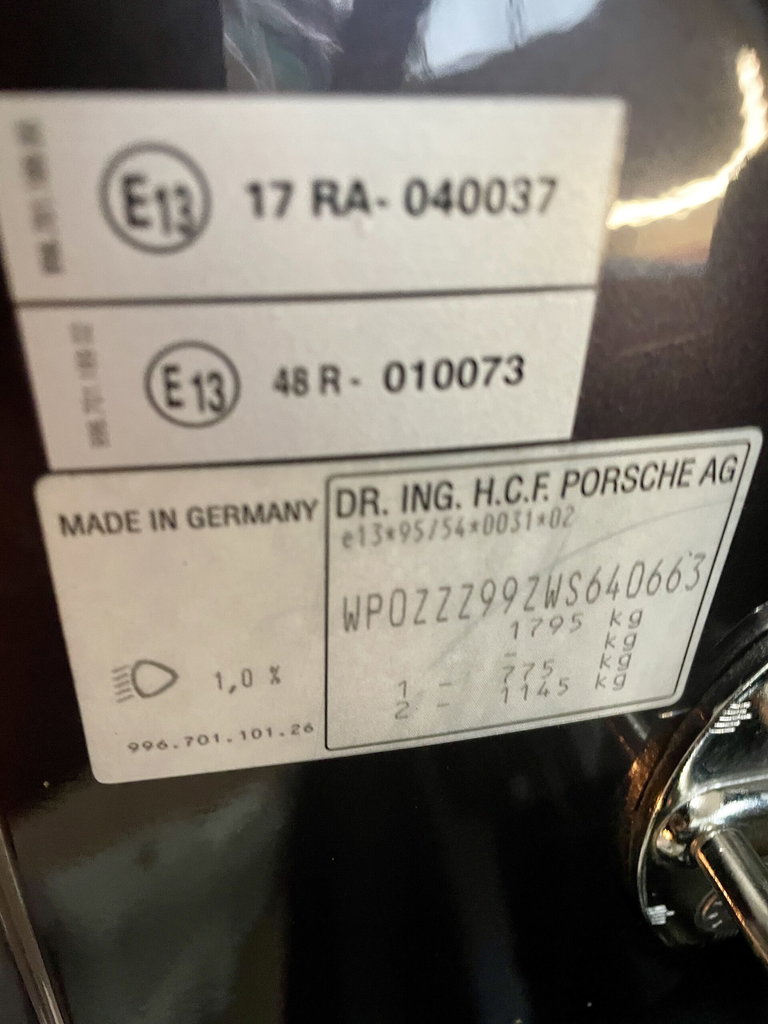 E13 17 RA- 040037
E13 48 R - 010073
MADE IN GERMANY
1,0 %
996.701.101.26
DR. ING. H.C.F. PORSCHE AG
e13*95/54*0031*02
WP0ZZZ99ZWS640663
1795 kg
- kg
1 - 775 kg
2 - 1145 kg